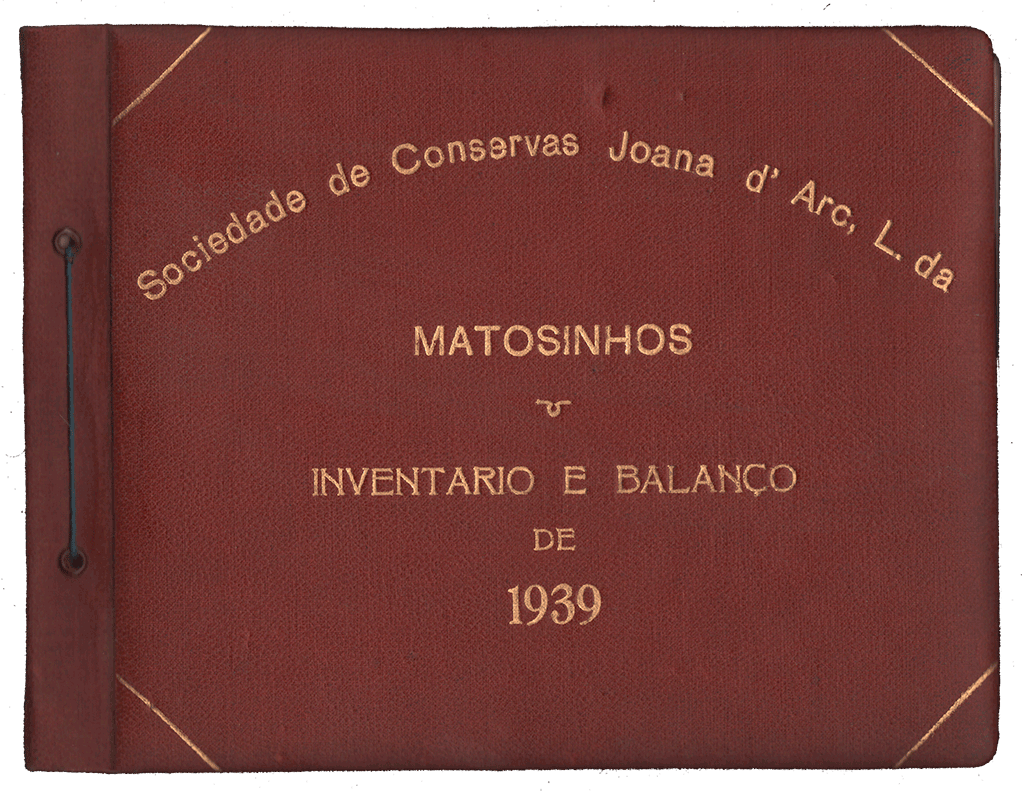 Sociedade de Conservas Joana d' Arc, L. da
MATOSINHOS
INVENTARIO E BALANÇO
DE
1939